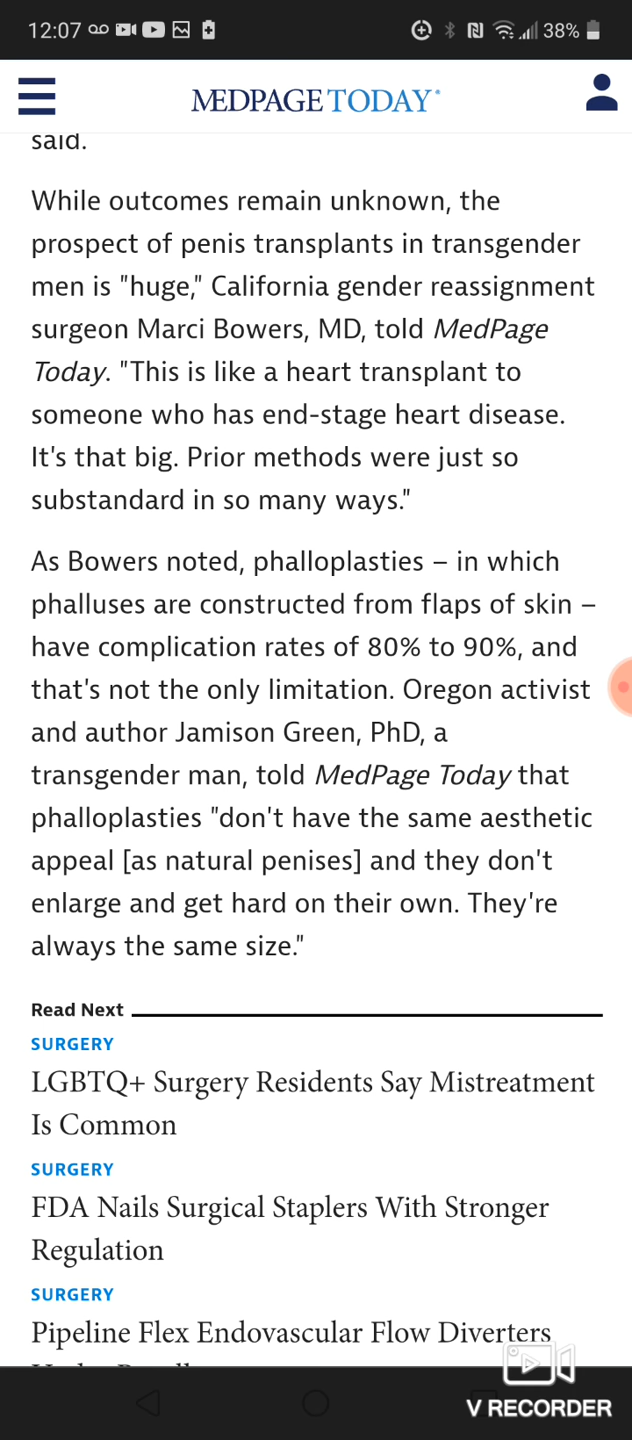 12:07 38%
MEDPAGE TODAY
said.
While outcomes remain unknown, the
prospect of penis transplants in transgender
men is "huge," California gender reassignment
surgeon Marci Bowers, MD, told MedPage
Today. "This is like a heart transplant to
someone who has end-stage heart disease.
It's that big. Prior methods were just so
substandard in so many ways."
As Bowers noted, phalloplasties – in which
phalluses are constructed from flaps of skin –
have complication rates of 80% to 90%, and
that's not the only limitation. Oregon activist
and author Jamison Green, PhD, a
transgender man, told MedPage Today that
phalloplasties "don't have the same aesthetic
appeal [as natural penises] and they don't
enlarge and get hard on their own. They're
always the same size."
Read Next
SURGERY
LGBTQ+ Surgery Residents Say Mistreatment
Is Common
SURGERY
FDA Nails Surgical Staplers With Stronger
Regulation
SURGERY
Pipeline Flex Endovascular Flow Diverters
V RECORDER